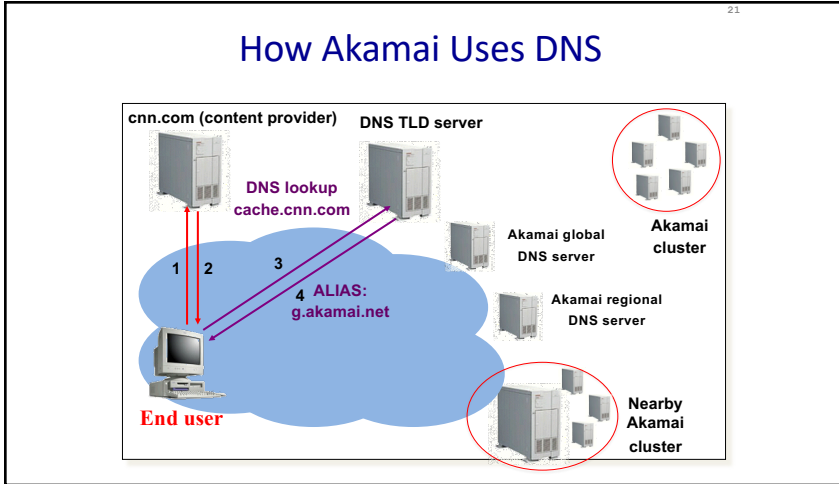 21
How Akamai Uses DNS
cnn.com (content provider)
DNS TLD server
DNS lookup
cache.cnn.com
Akamai
cluster
Akamai global
DNS server
1
2
3
4
ALIAS:
g.akamai.net
Akamai regional
DNS server
End user
Nearby
Akamai
cluster